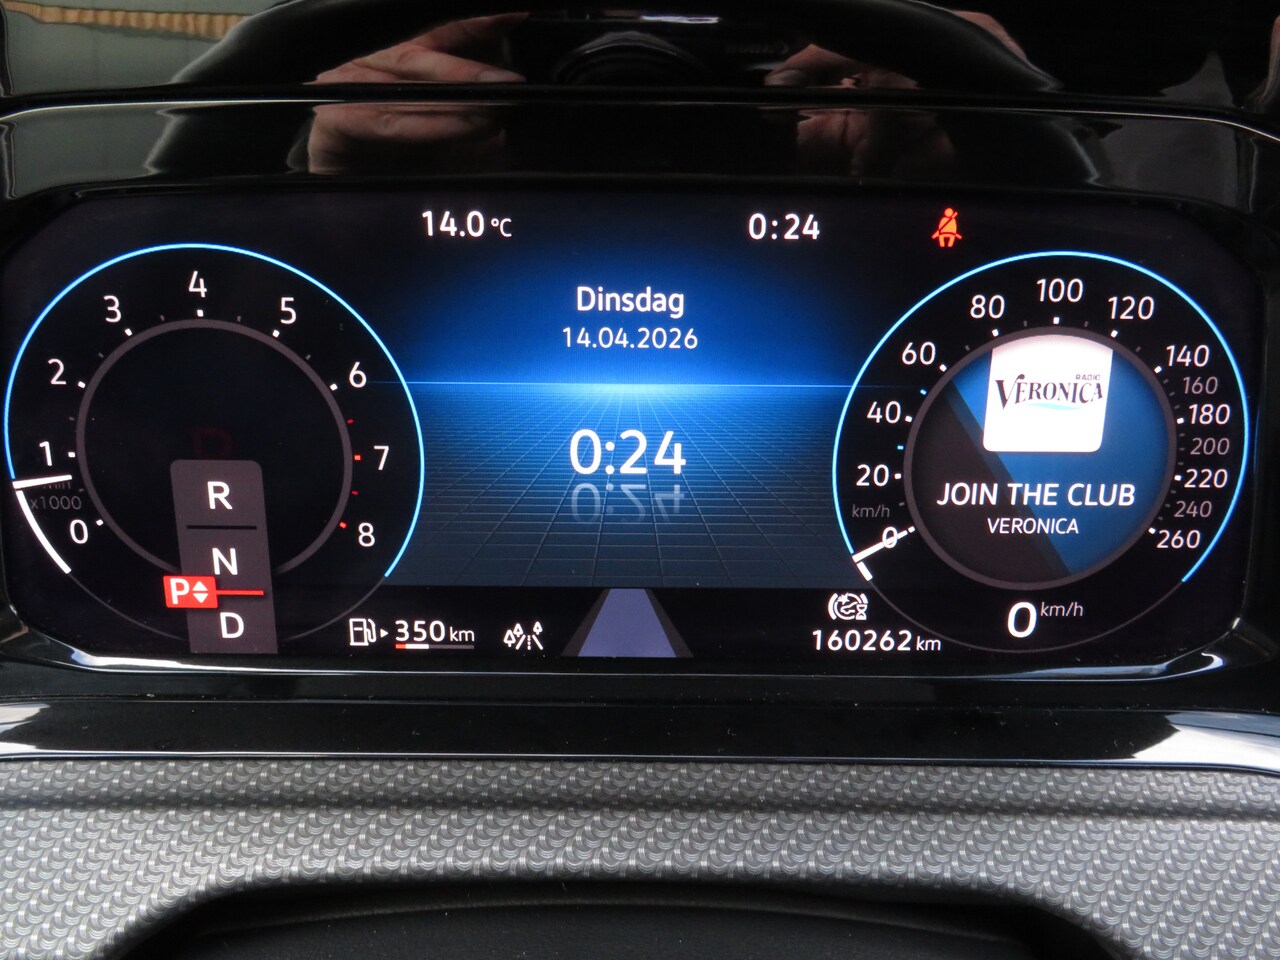 14.0 °C
0:24
Dinsdag
14.04.2026
0:24
0
1
2
3
4
5
6
7
8
x1000
R
N
P
D
350 km
0
20
40
60
80
100
120
140
160
180
200
220
240
260
km/h
RADIO
VERONICA
JOIN THE CLUB
VERONICA
160262 km
0 km/h